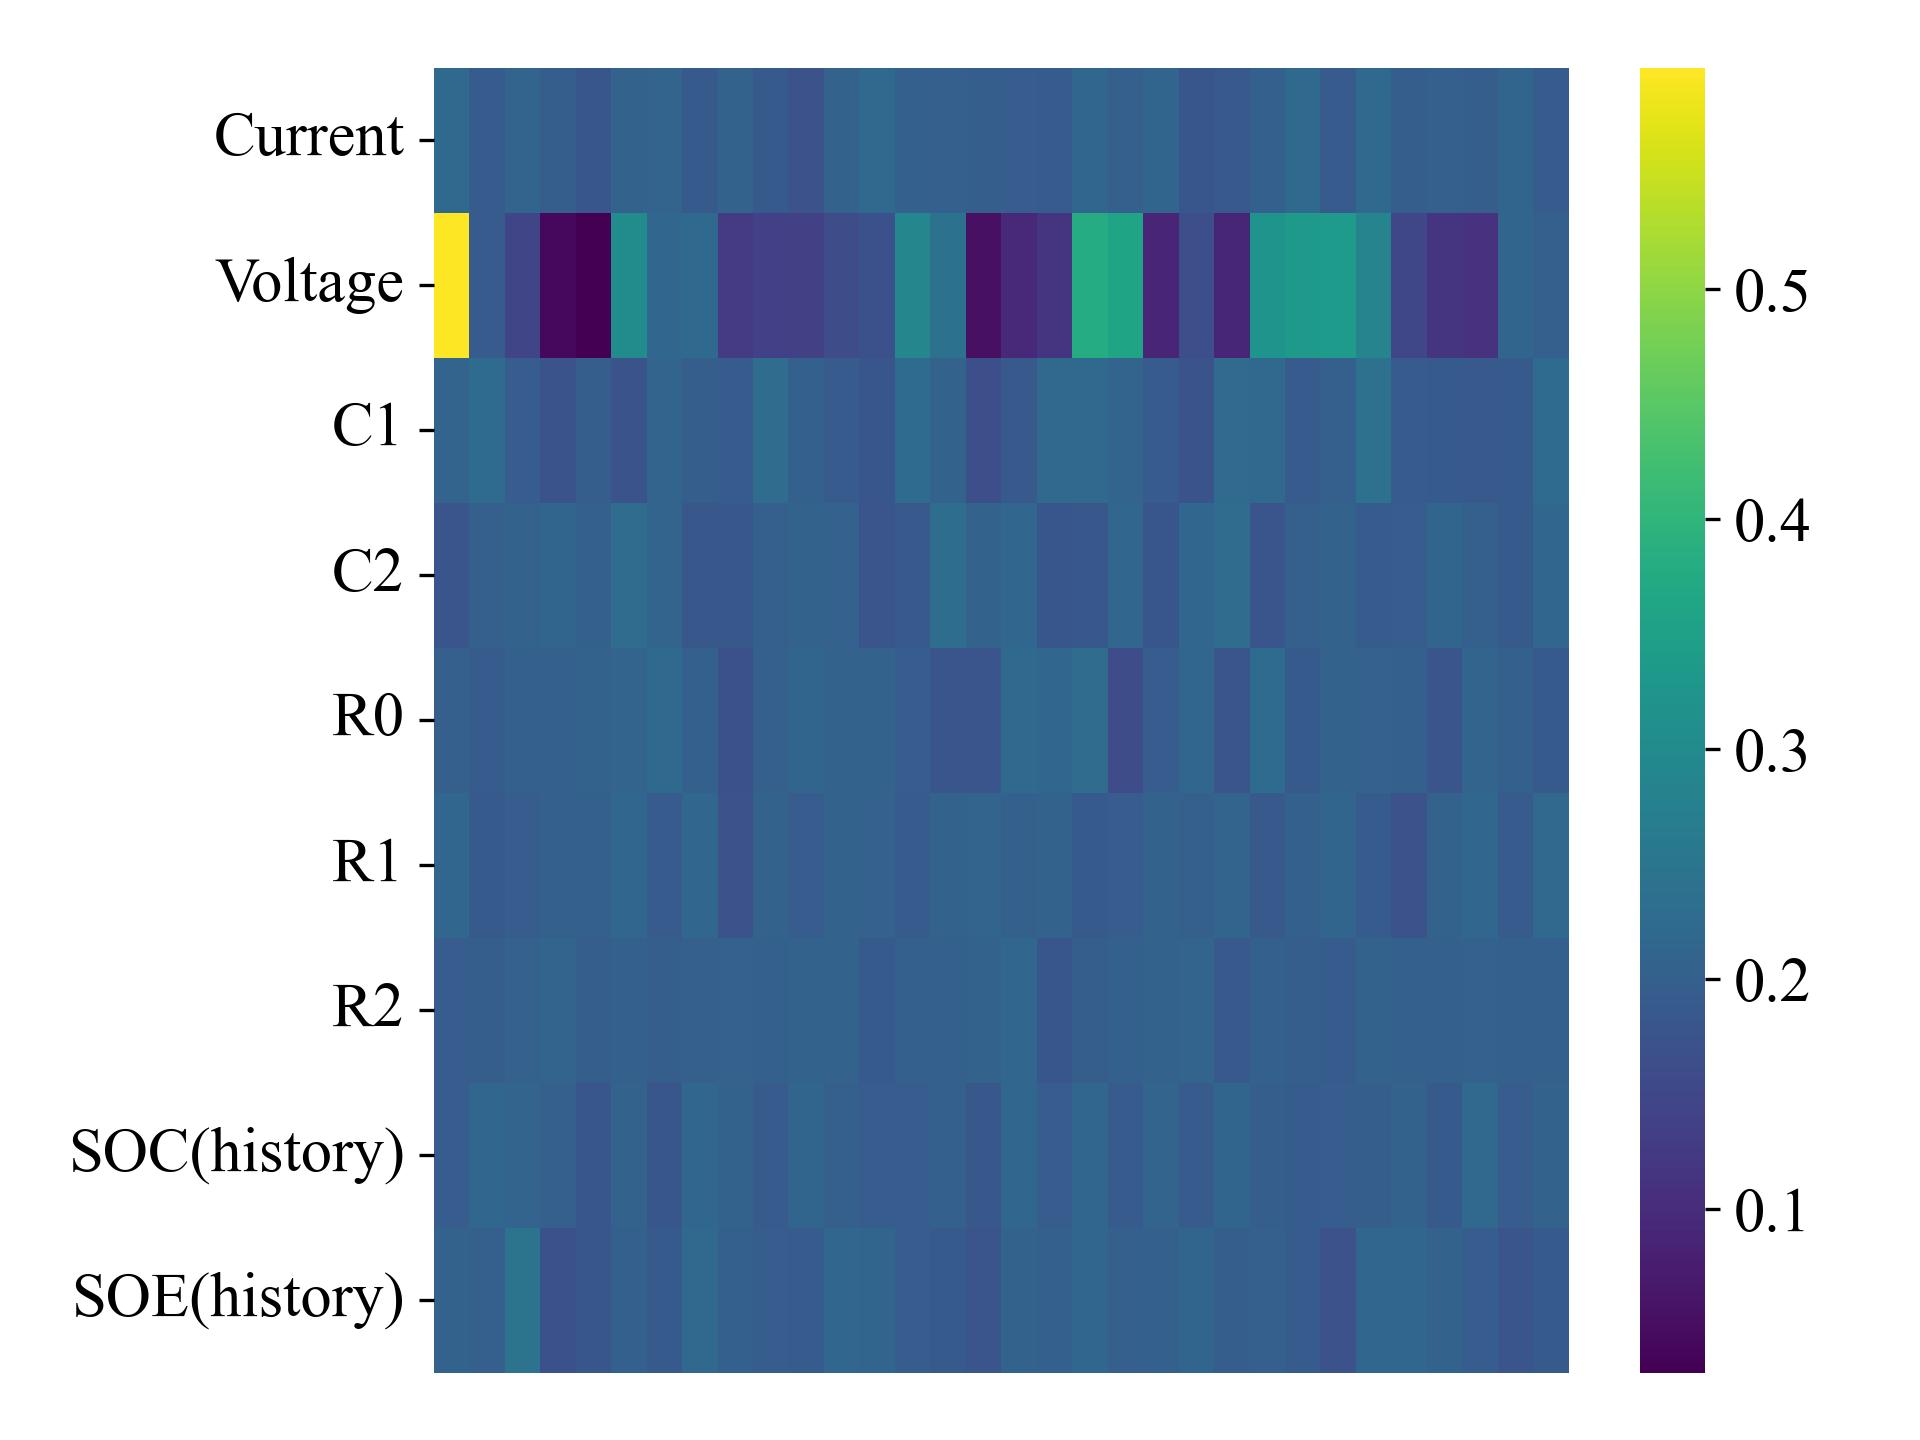 Current
Voltage
C1
C2
R0
R1
R2
SOC(history)
SOE(history)
0.5
0.4
0.3
0.2
0.1